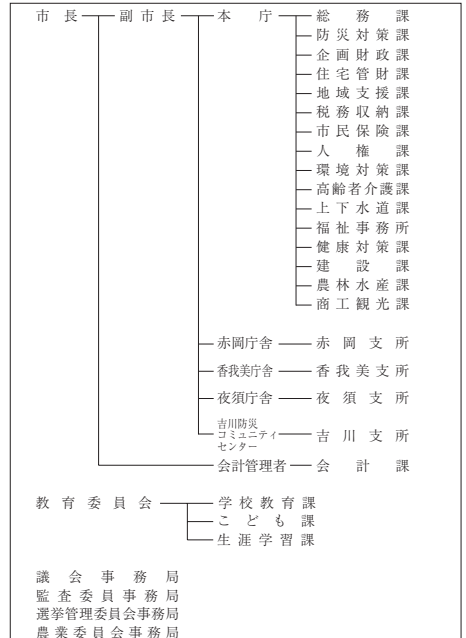 市長 副市長 本庁 総務課
防災対策課
企画財政課
住宅管財課
地域支援課
税務収納課
市民保険課
人権課
環境対策課
高齢者介護課
上下水道課
福祉事務所
健康対策課
建設課
農林水産課
商工観光課
赤岡庁舎 赤岡支所
香我美庁舎 香我美支所
夜須庁舎 夜須支所
吉川防災
コミュニティ 吉川支所
センター
会計管理者 会計課
教育委員会 学校教育課
こども課
生涯学習課
議会事務局
監査委員事務局
選挙管理委員会事務局
農業委員会事務局